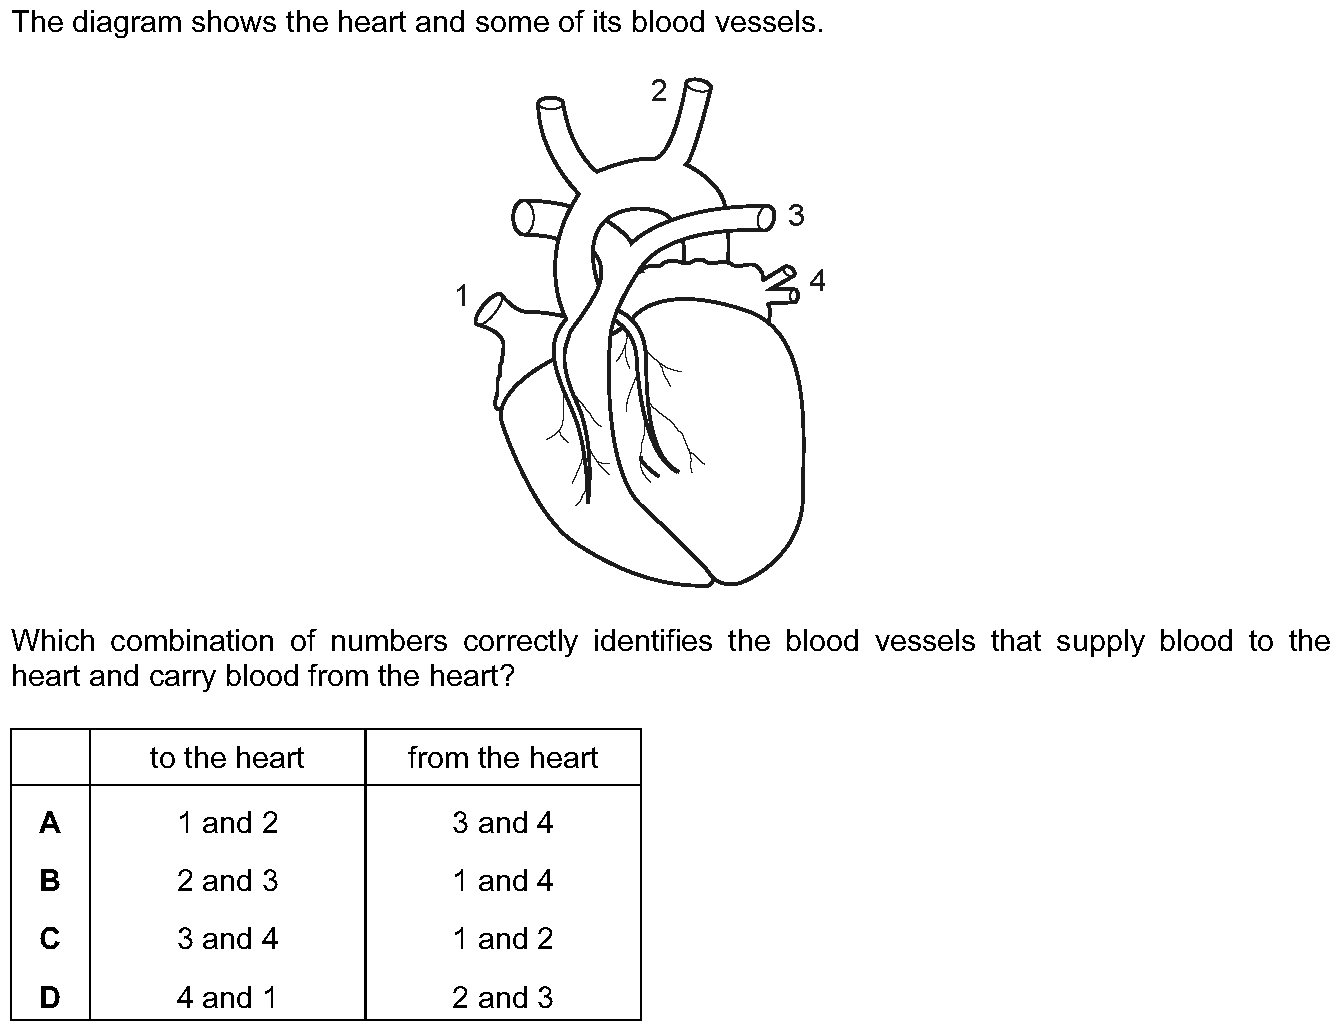 The diagram shows the heart and some of its blood vessels.
2
3
4
1
Which combination of numbers correctly identifies the blood vessels that supply blood to the
heart and carry blood from the heart?
to the heart from the heart
A 1 and 2 3 and 4
B 2 and 3 1 and 4
C 3 and 4 1 and 2
D 4 and 1 2 and 3